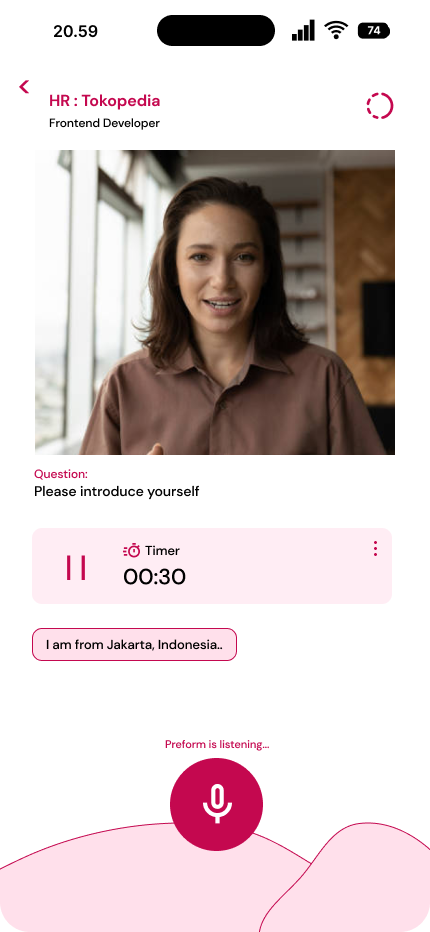 20.59
74
HR : Tokopedia
Frontend Developer
Question:
Please introduce yourself
Timer
00:30
I am from Jakarta, Indonesia..
Preform is listening...